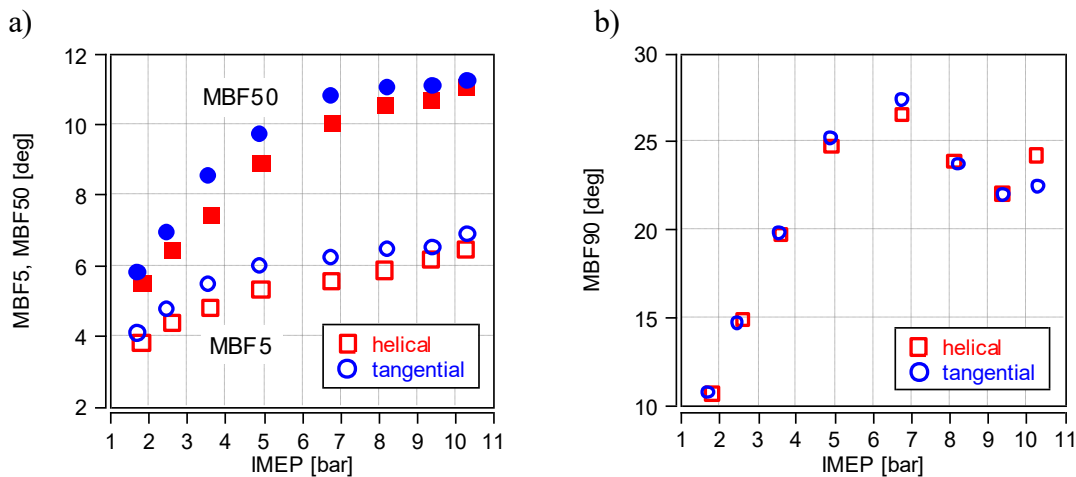 a)
12
10
8
6
4
2
MBF5, MBF50 [deg]
MBF50
MBF5
helical
tangential
1 2 3 4 5 6 7 8 9 10 11
IMEP [bar]
b)
30
25
20
15
10
MBF90 [deg]
helical
tangential
1 2 3 4 5 6 7 8 9 10 11
IMEP [bar]